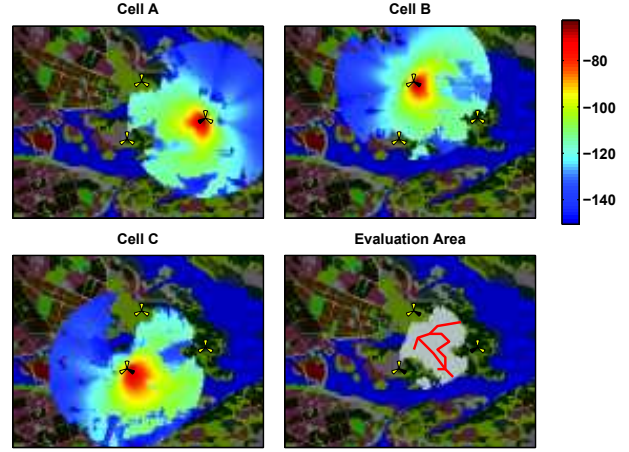 Cell A
Cell B
−80
−100
−120
−140
Cell C
Evaluation Area